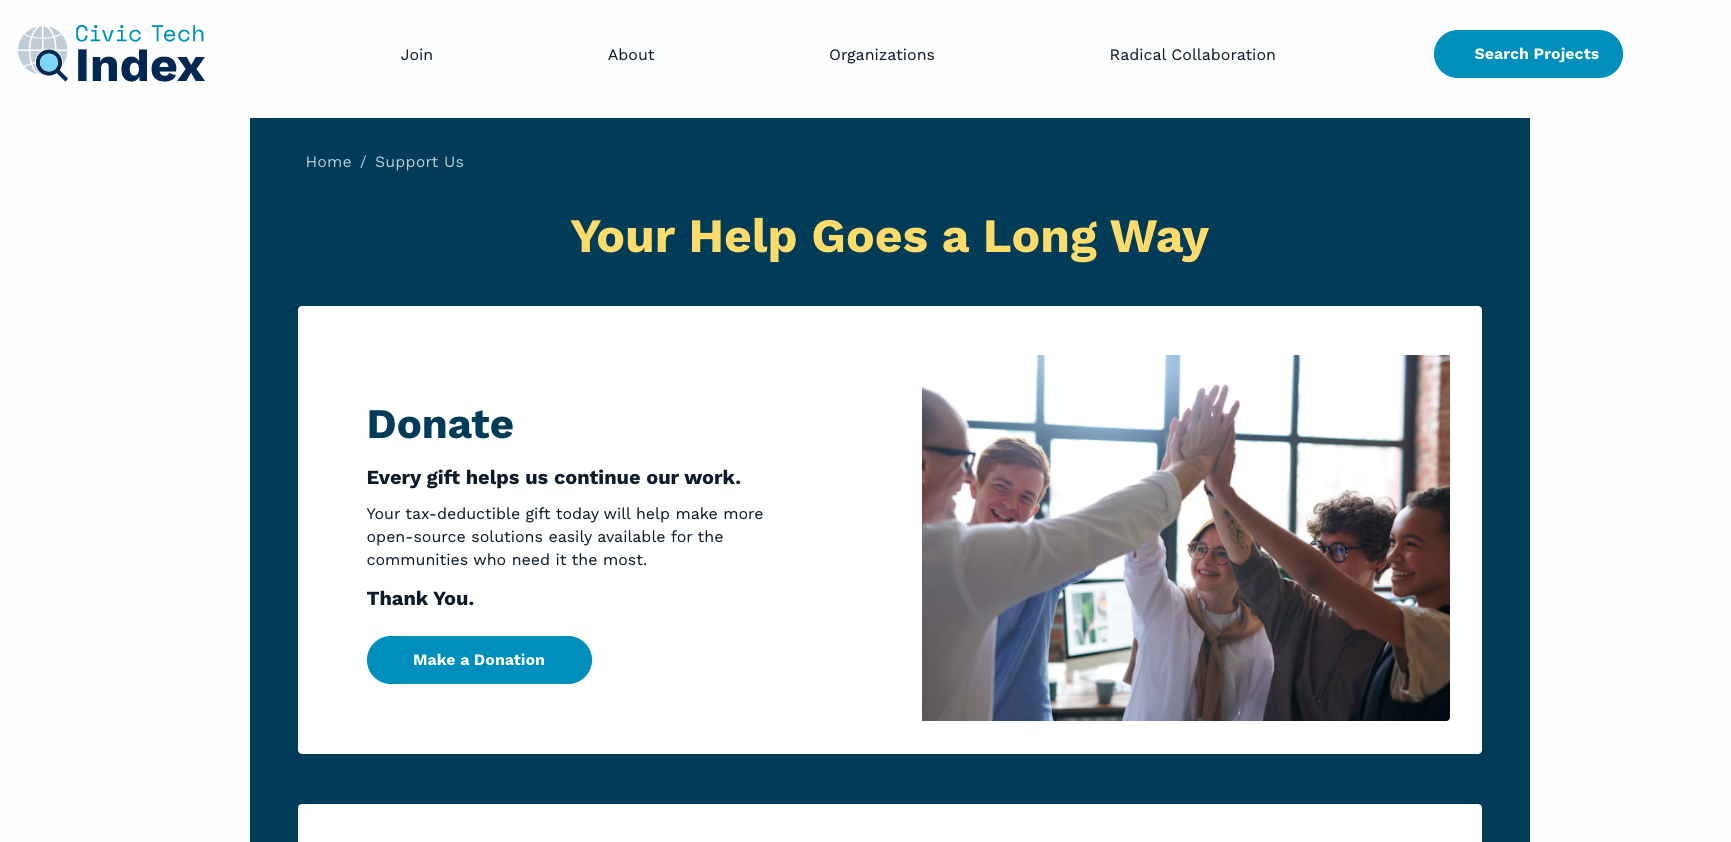 Civic Tech
Index
Join
About
Organizations
Radical Collaboration
Search Projects
Home / Support Us
Your Help Goes a Long Way
Donate
Every gift helps us continue our work.
Your tax-deductible gift today will help make more
open-source solutions easily available for the
communities who need it the most.
Thank You.
Make a Donation